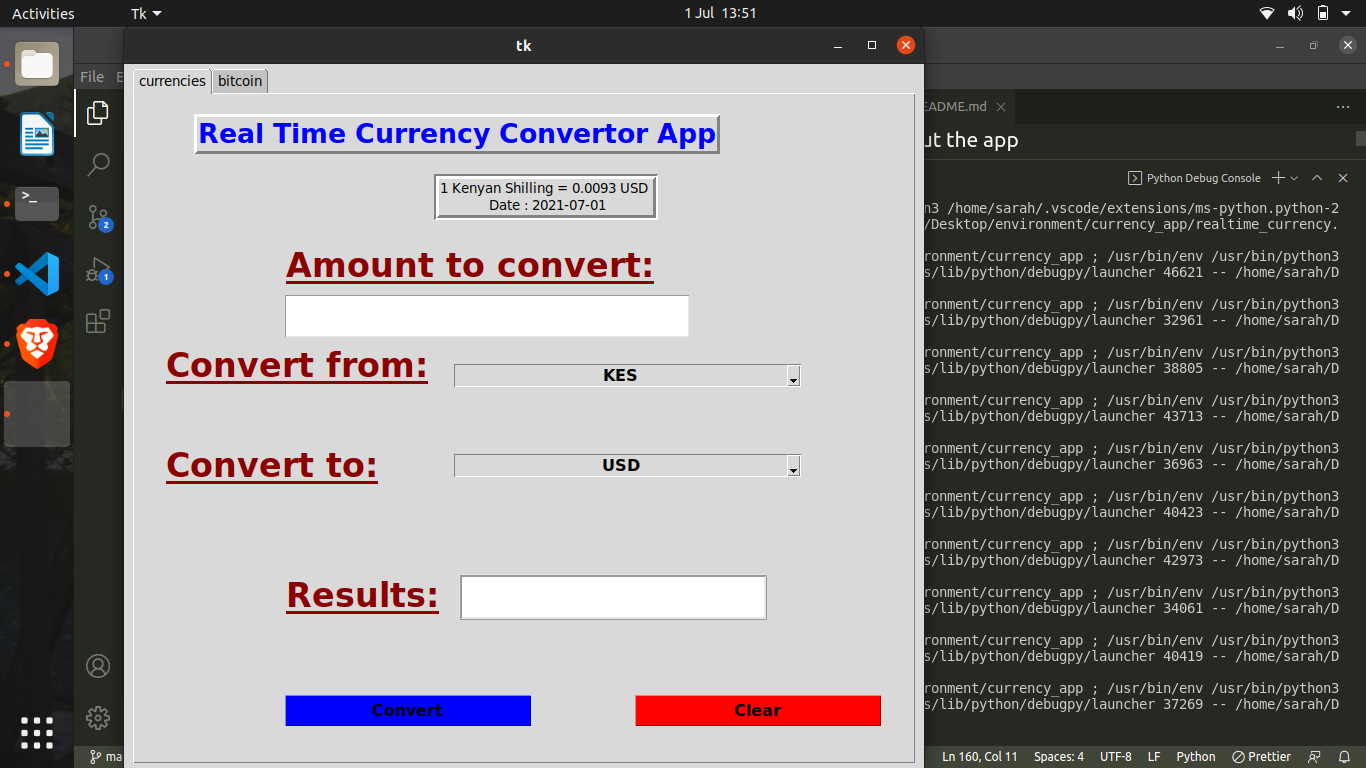 Activities
Tk
1 Jul 13:51
tk
File E
currencies
bitcoin
EADME.md
Real Time Currency Convertor App
ut the app
1 Kenyan Shilling = 0.0093 USD
Date : 2021-07-01
Python Debug Console
n3 /home/sarah/.vscode/extensions/ms-python.python-2
/Desktop/environment/currency_app/realtime_currency.
Amount to convert:
ronment/currency_app ; /usr/bin/env /usr/bin/python3
s/lib/python/debugpy/launcher 46621 -- /home/sarah/D
ronment/currency_app ; /usr/bin/env /usr/bin/python3
s/lib/python/debugpy/launcher 32961 -- /home/sarah/D
Convert from:
KES
ronment/currency_app ; /usr/bin/env /usr/bin/python3
s/lib/python/debugpy/launcher 38805 -- /home/sarah/D
ronment/currency_app ; /usr/bin/env /usr/bin/python3
s/lib/python/debugpy/launcher 43713 -- /home/sarah/D
Convert to:
USD
ronment/currency_app ; /usr/bin/env /usr/bin/python3
s/lib/python/debugpy/launcher 36963 -- /home/sarah/D
ronment/currency_app ; /usr/bin/env /usr/bin/python3
s/lib/python/debugpy/launcher 40423 -- /home/sarah/D
ronment/currency_app ; /usr/bin/env /usr/bin/python3
s/lib/python/debugpy/launcher 42973 -- /home/sarah/D
Results:
ronment/currency_app ; /usr/bin/env /usr/bin/python3
s/lib/python/debugpy/launcher 34061 -- /home/sarah/D
ronment/currency_app ; /usr/bin/env /usr/bin/python3
s/lib/python/debugpy/launcher 40419 -- /home/sarah/D
ronment/currency_app ; /usr/bin/env /usr/bin/python3
s/lib/python/debugpy/launcher 37269 -- /home/sarah/D
Convert
Clear
2
1
ma
Ln 160, Col 11
Spaces: 4
UTF-8
LF
Python
Prettier